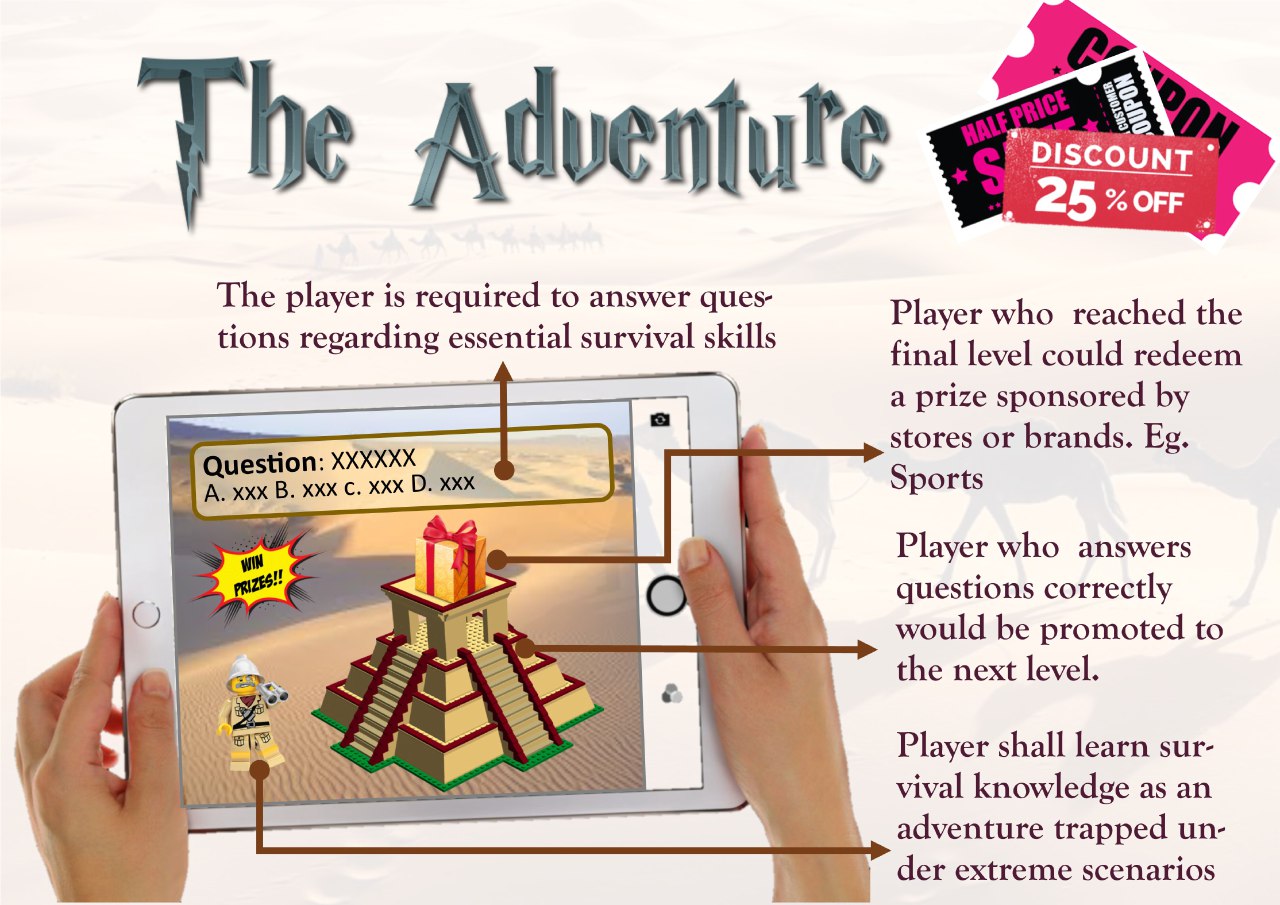 The Adventure
COUPON
HALF PRICE
CUSTOMER
COUPON
DISCOUNT
25 % OFF
The player is required to answer ques-
tions regarding essential survival skills
Player who reached the
final level could redeem
a prize sponsored by
stores or brands. Eg.
Sports
Question: XXXXXX
A. xxx B. xxx c. xxx D. xxx
WIN
PRIZES!!
Player who answers
questions correctly
would be promoted to
the next level.
Player shall learn sur-
vival knowledge as an
adventure trapped un-
der extreme scenarios